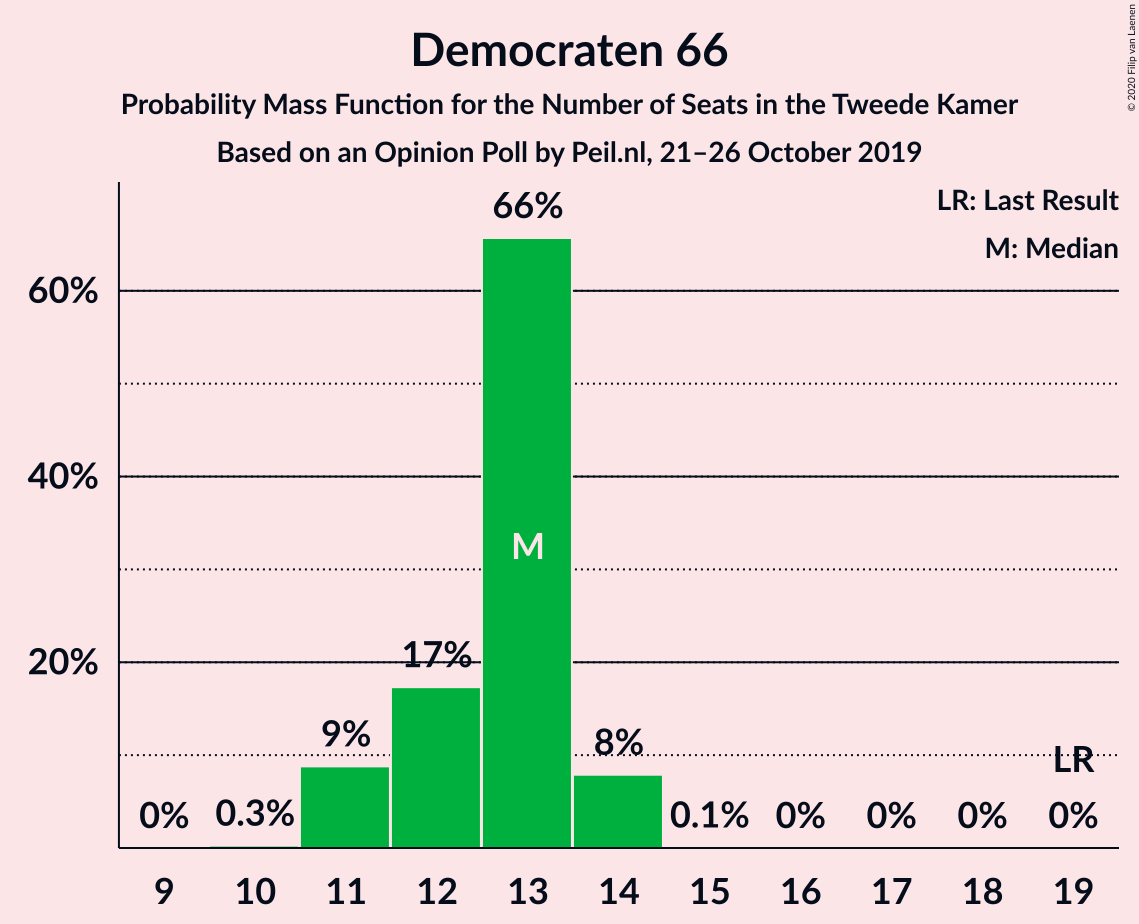 Democraten 66
Probability Mass Function for the Number of Seats in the Tweede Kamer
Based on an Opinion Poll by Peil.nl, 21–26 October 2019
© 2020 Filip van Laenen
LR: Last Result
M: Median
60%
40%
20%
0%
0.3%
9%
17%
66%
M
8%
0.1%
0%
0%
0%
LR
0%
9 10 11 12 13 14 15 16 17 18 19